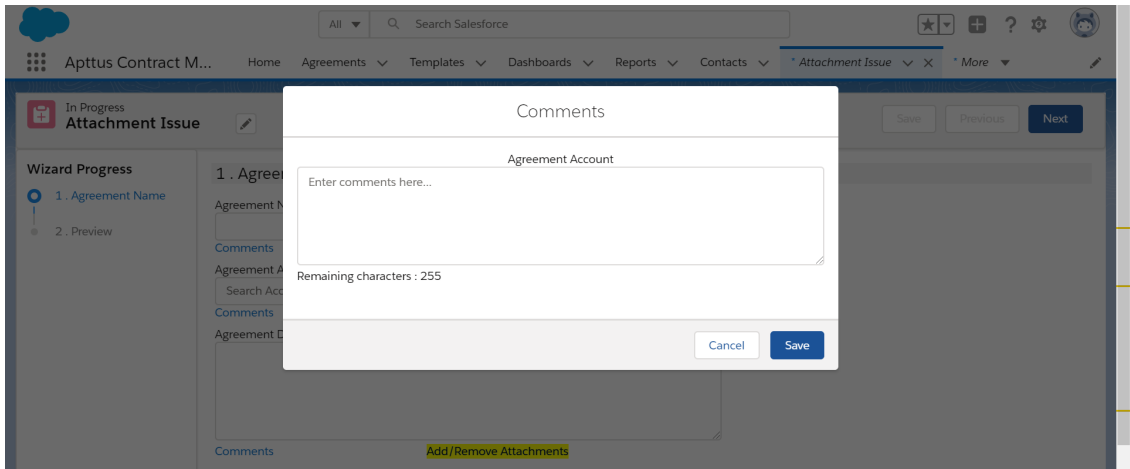 All Search Salesforce
Apttus Contract M... Home Agreements Templates Dashboards Reports Contacts * Attachment Issue * More
In Progress
Attachment Issue
Save Previous Next
Comments
Wizard Progress
1 . Agreement Name
2 . Preview
1 . Agreer
Agreement N
Comments
Agreement A
Search Acc
Comments
Agreement D
Comments Add/Remove Attachments
Agreement Account
Enter comments here...
Remaining characters : 255
Cancel Save